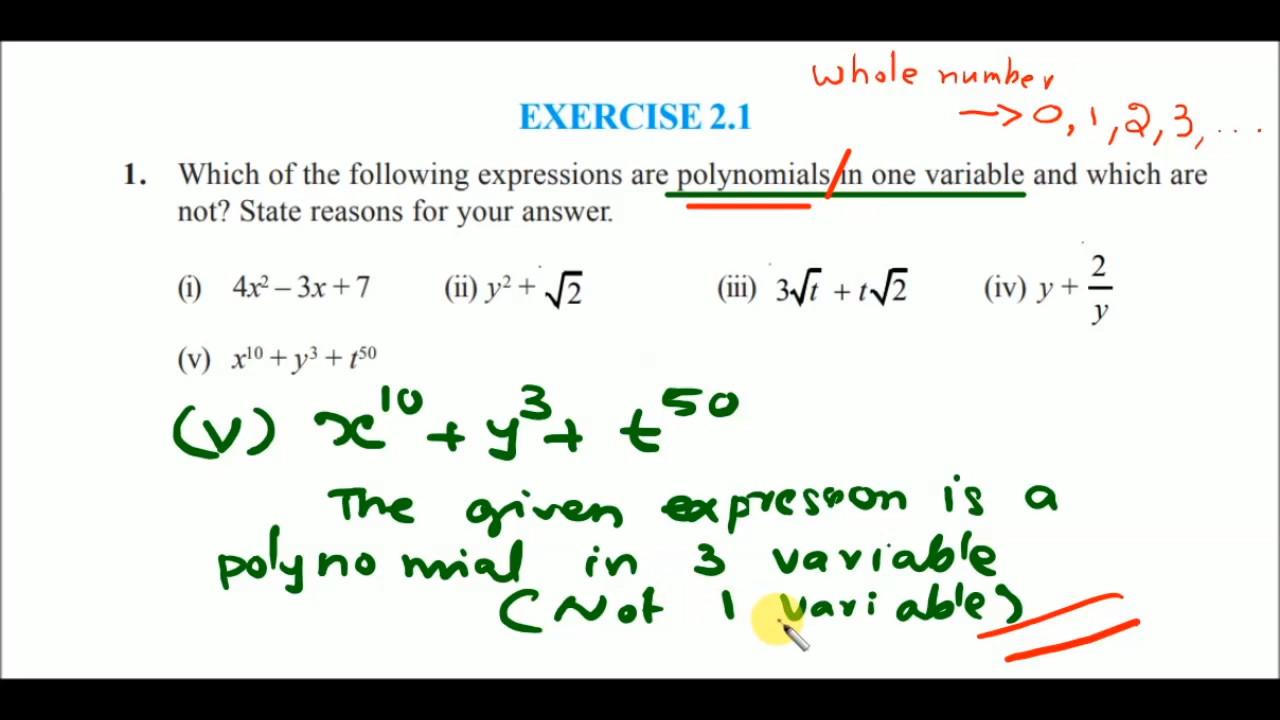 whole number
→ 0, 1, 2, 3, ...
EXERCISE 2.1
1. Which of the following expressions are polynomials in one variable and which are
not? State reasons for your answer.
(i) 4x² – 3x + 7 (ii) y² + √2 (iii) 3√t + t√2 (iv) y + 2/y
(v) x¹⁰ + y³ + t⁵⁰
(v) x¹⁰ + y³ + t⁵⁰
The given expression is a
polynomial in 3 variable
(Not 1 variable)